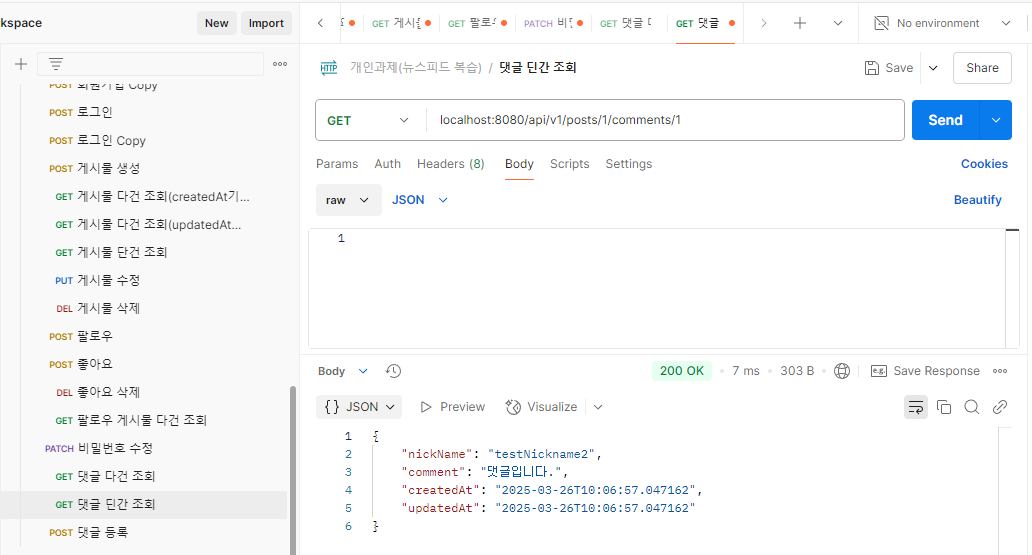 kspace New Import
GET 게시물 GET 팔로우 PATCH 비밀 GET 댓글 다 GET 댓글 No environment
개인과제(뉴스피드 복습) / 댓글 딘간 조회 Save Share
GET localhost:8080/api/v1/posts/1/comments/1 Send
Params Auth Headers (8) Body Scripts Settings Cookies
raw JSON Beautify
1
Body 200 OK 7 ms 303 B e.g. Save Response
{} JSON Preview Visualize
1 {
2 "nickName": "testNickname2",
3 "comment": "댓글입니다.",
4 "createdAt": "2025-03-26T10:06:57.047162",
5 "updatedAt": "2025-03-26T10:06:57.047162"
6 }
POST 회원가입 Copy
POST 로그인
POST 로그인 Copy
POST 게시물 생성
GET 게시물 다건 조회(createdAt기...
GET 게시물 다건 조회(updatedAt...
GET 게시물 단건 조회
PUT 게시물 수정
DEL 게시물 삭제
POST 팔로우
POST 좋아요
DEL 좋아요 삭제
GET 팔로우 게시물 다건 조회
PATCH 비밀번호 수정
GET 댓글 다건 조회
GET 댓글 딘간 조회
POST 댓글 등록